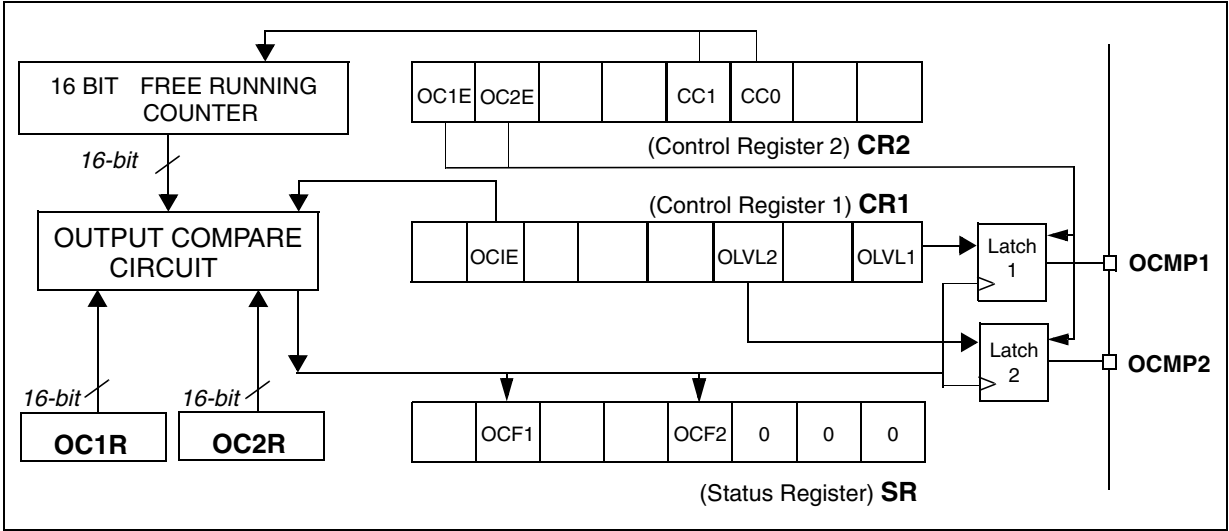 16 BIT FREE RUNNING
COUNTER
OC1E OC2E CC1 CC0
(Control Register 2) CR2
16-bit
(Control Register 1) CR1
OUTPUT COMPARE
CIRCUIT
OCIE OLVL2 OLVL1
Latch
1
OCMP1
Latch
2
OCMP2
16-bit
16-bit
OC1R
OC2R
OCF1 OCF2 0 0 0
(Status Register) SR